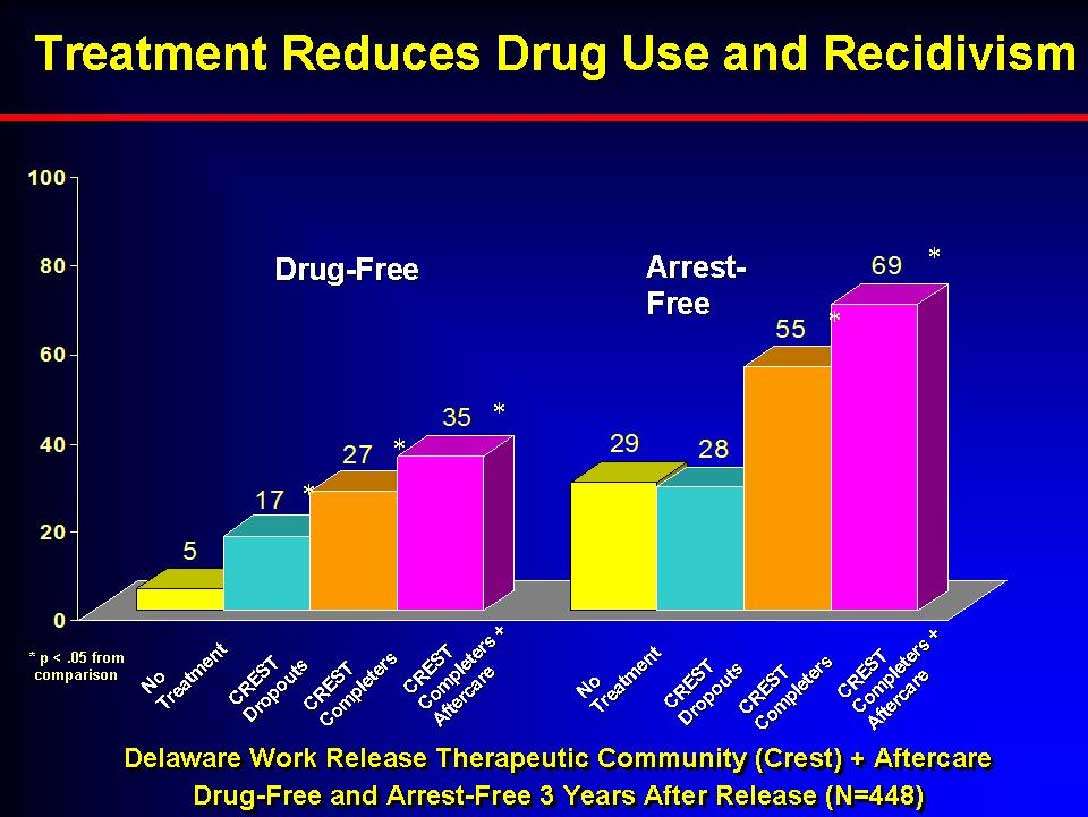 Treatment Reduces Drug Use and Recidivism
100
80
60
40
20
0
Drug-Free
Arrest-
Free
5
17
*
27
*
35
*
29
28
55
*
69
*
* p < .05 from
comparison
No
Treatment
CREST
Dropouts
CREST
Completers
CREST
Completers +
Aftercare
No
Treatment
CREST
Dropouts
CREST
Completers
CREST
Completers +
Aftercare
Delaware Work Release Therapeutic Community (Crest) + Aftercare
Drug-Free and Arrest-Free 3 Years After Release (N=448)